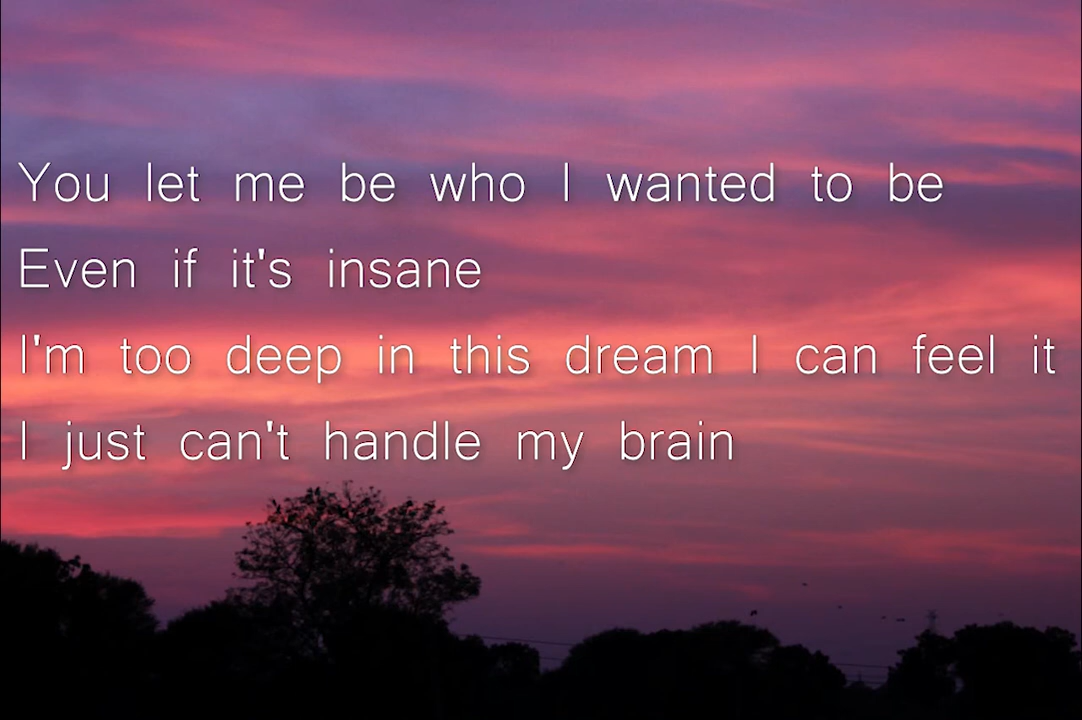 You let me be who I wanted to be
Even if it's insane
I'm too deep in this dream I can feel it
I just can't handle my brain